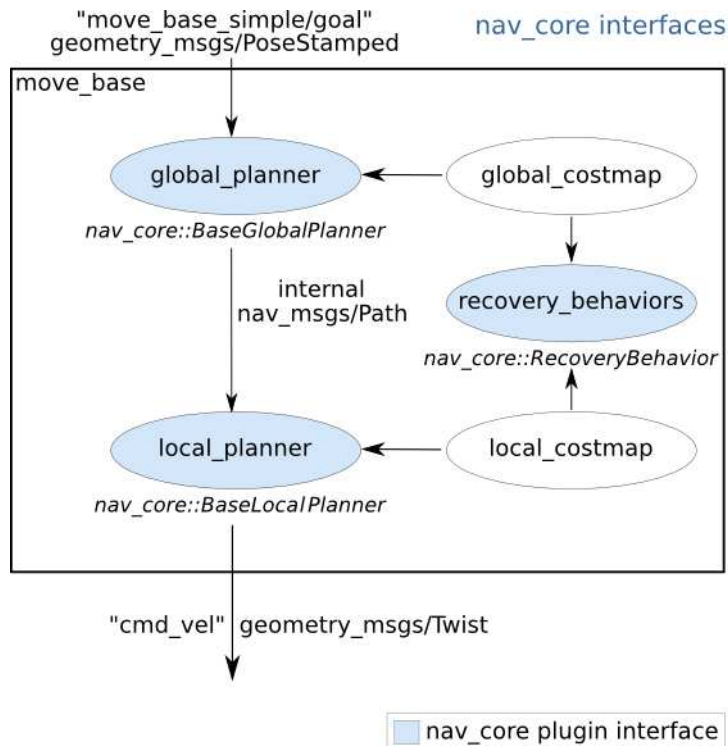 "move_base_simple/goal"
geometry_msgs/PoseStamped
nav_core interfaces
move_base
global_planner
global_costmap
nav_core::BaseGlobalPlanner
internal
nav_msgs/Path
recovery_behaviors
nav_core::RecoveryBehavior
local_planner
local_costmap
nav_core::BaseLocalPlanner
"cmd_vel" geometry_msgs/Twist
nav_core plugin interface